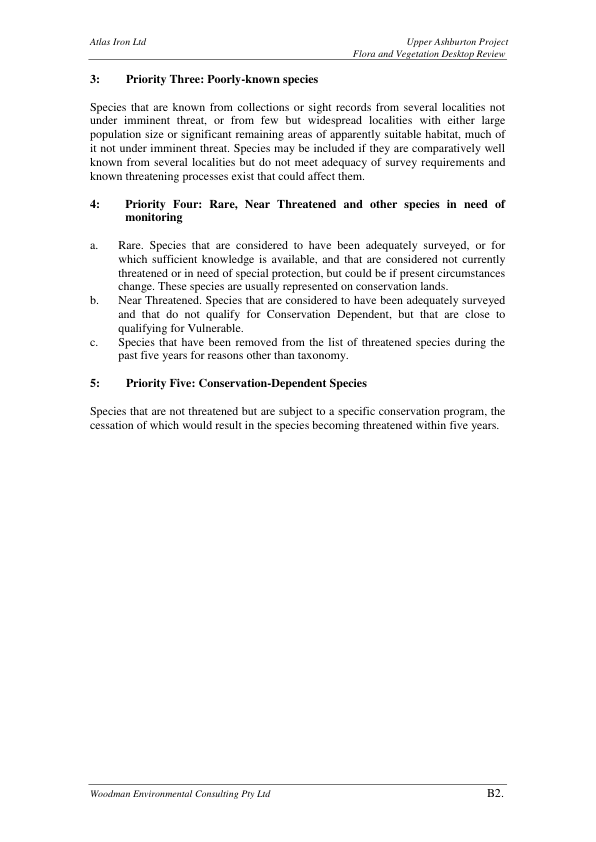 Atlas Iron Ltd
Upper Ashburton Project
Flora and Vegetation Desktop Review
3: Priority Three: Poorly-known species
Species that are known from collections or sight records from several localities not
under imminent threat, or from few but widespread localities with either large
population size or significant remaining areas of apparently suitable habitat, much of
it not under imminent threat. Species may be included if they are comparatively well
known from several localities but do not meet adequacy of survey requirements and
known threatening processes exist that could affect them.
4: Priority Four: Rare, Near Threatened and other species in need of
monitoring
a. Rare. Species that are considered to have been adequately surveyed, or for
which sufficient knowledge is available, and that are considered not currently
threatened or in need of special protection, but could be if present circumstances
change. These species are usually represented on conservation lands.
b. Near Threatened. Species that are considered to have been adequately surveyed
and that do not qualify for Conservation Dependent, but that are close to
qualifying for Vulnerable.
c. Species that have been removed from the list of threatened species during the
past five years for reasons other than taxonomy.
5: Priority Five: Conservation-Dependent Species
Species that are not threatened but are subject to a specific conservation program, the
cessation of which would result in the species becoming threatened within five years.
Woodman Environmental Consulting Pty Ltd
B2.